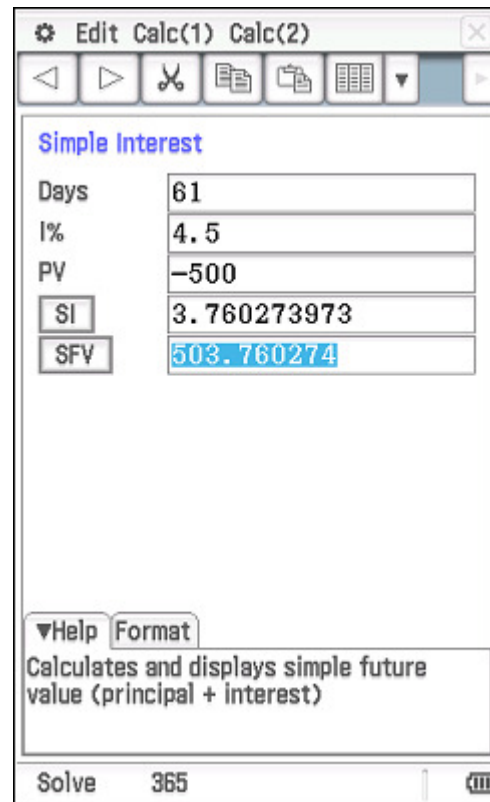 Edit Calc(1) Calc(2)
Simple Interest
Days 61
I% 4.5
PV −500
SI 3.760273973
SFV 503.760274
▼Help Format
Calculates and displays simple future
value (principal + interest)
Solve 365